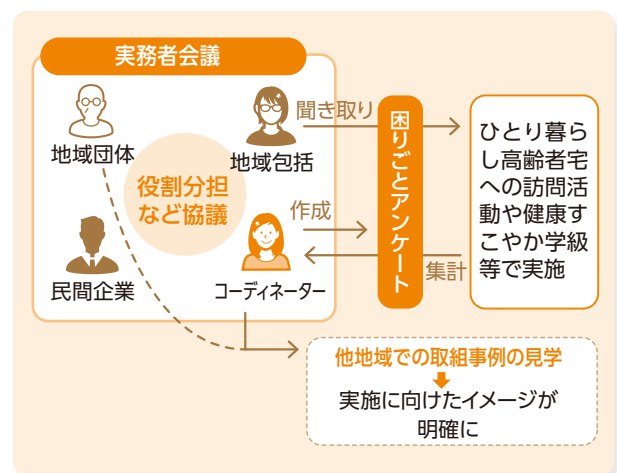 実務者会議
地域団体
地域包括
役割分担
など協議
民間企業
コーディネーター
聞き取り
作成
集計
困りごとアンケート
ひとり暮ら
し高齢者宅
への訪問活
動や健康す
こやか学級
等で実施
他地域での取組事例の見学
実施に向けたイメージが
明確に